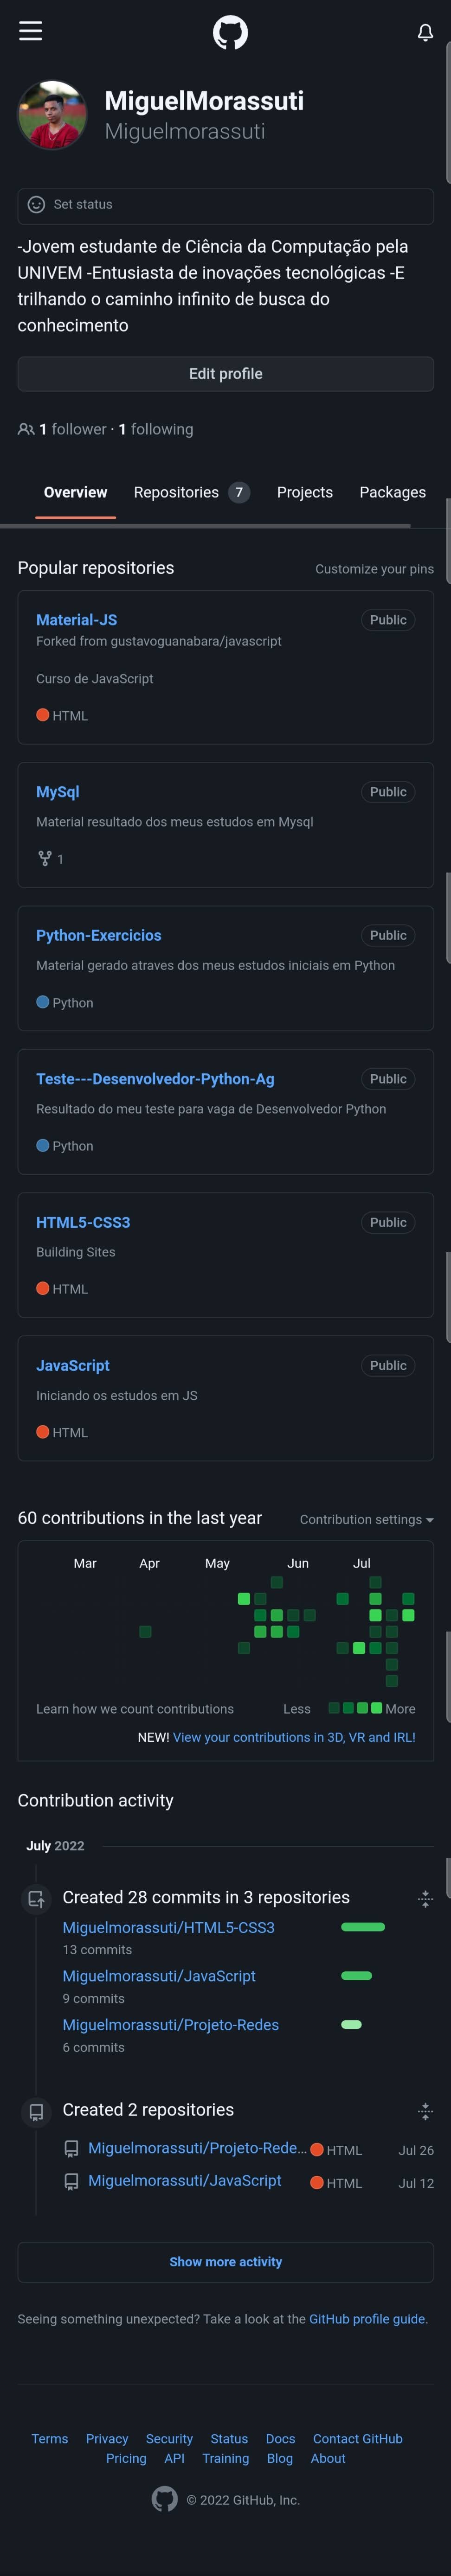 MiguelMorassuti
Miguelmorassuti
Set status
-Jovem estudante de Ciência da Computação pela
UNIVEM -Entusiasta de inovações tecnológicas -E
trilhando o caminho infinito de busca do
conhecimento
Edit profile
1 follower · 1 following
Overview Repositories 7 Projects Packages
Popular repositories Customize your pins
Material-JS Public
Forked from gustavoguanabara/javascript
Curso de JavaScript
HTML
MySql Public
Material resultado dos meus estudos em Mysql
1
Python-Exercicios Public
Material gerado atraves dos meus estudos iniciais em Python
Python
Teste---Desenvolvedor-Python-Ag Public
Resultado do meu teste para vaga de Desenvolvedor Python
Python
HTML5-CSS3 Public
Building Sites
HTML
JavaScript Public
Iniciando os estudos em JS
HTML
60 contributions in the last year Contribution settings
Mar Apr May Jun Jul
Learn how we count contributions Less More
NEW! View your contributions in 3D, VR and IRL!
Contribution activity
July 2022
Created 28 commits in 3 repositories
Miguelmorassuti/HTML5-CSS3
13 commits
Miguelmorassuti/JavaScript
9 commits
Miguelmorassuti/Projeto-Redes
6 commits
Created 2 repositories
Miguelmorassuti/Projeto-Rede... HTML Jul 26
Miguelmorassuti/JavaScript HTML Jul 12
Show more activity
Seeing something unexpected? Take a look at the GitHub profile guide.
Terms Privacy Security Status Docs Contact GitHub
Pricing API Training Blog About
© 2022 GitHub, Inc.